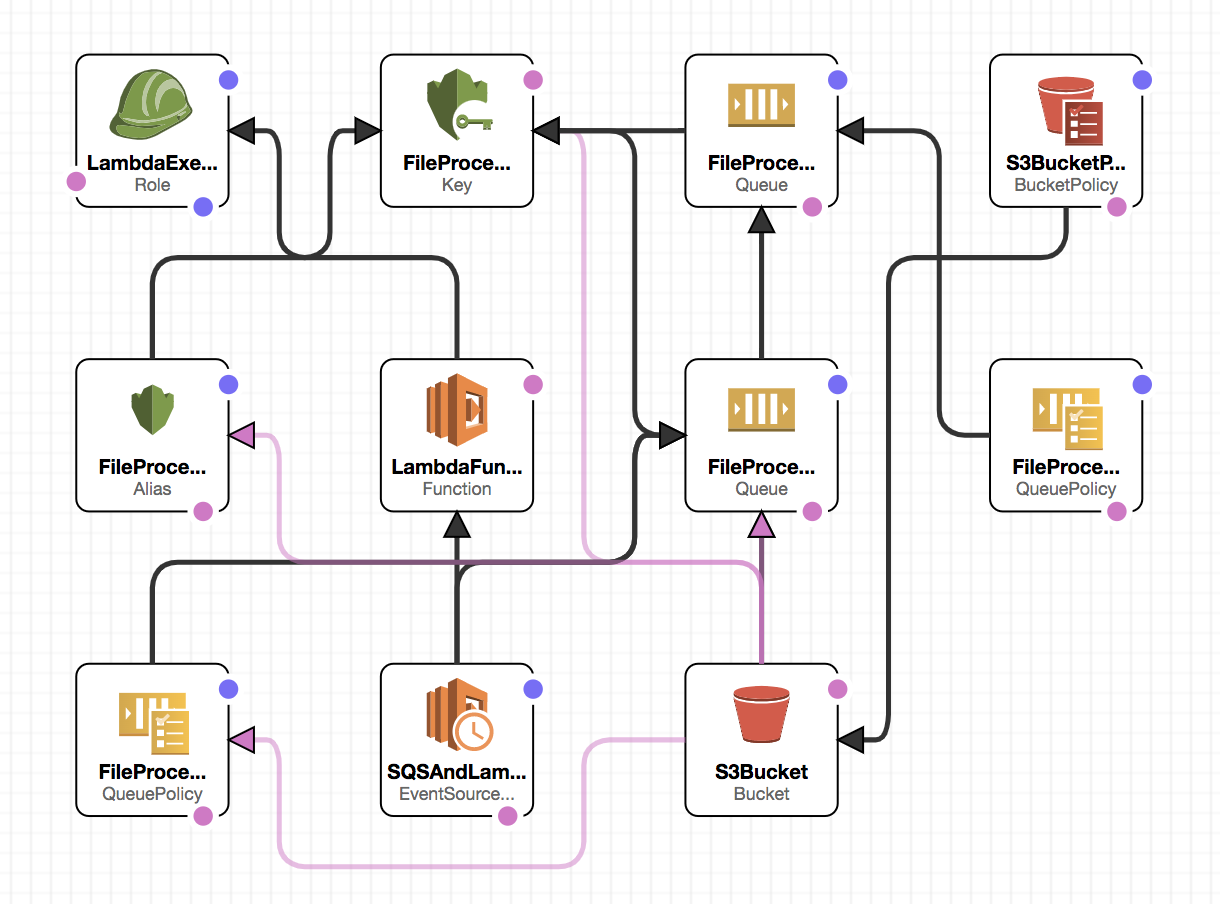 LambdaExe...
Role
FileProce...
Key
FileProce...
Queue
S3BucketP...
BucketPolicy
FileProce...
Alias
LambdaFun...
Function
FileProce...
Queue
FileProce...
QueuePolicy
FileProce...
QueuePolicy
SQSAndLam...
EventSource...
S3Bucket
Bucket